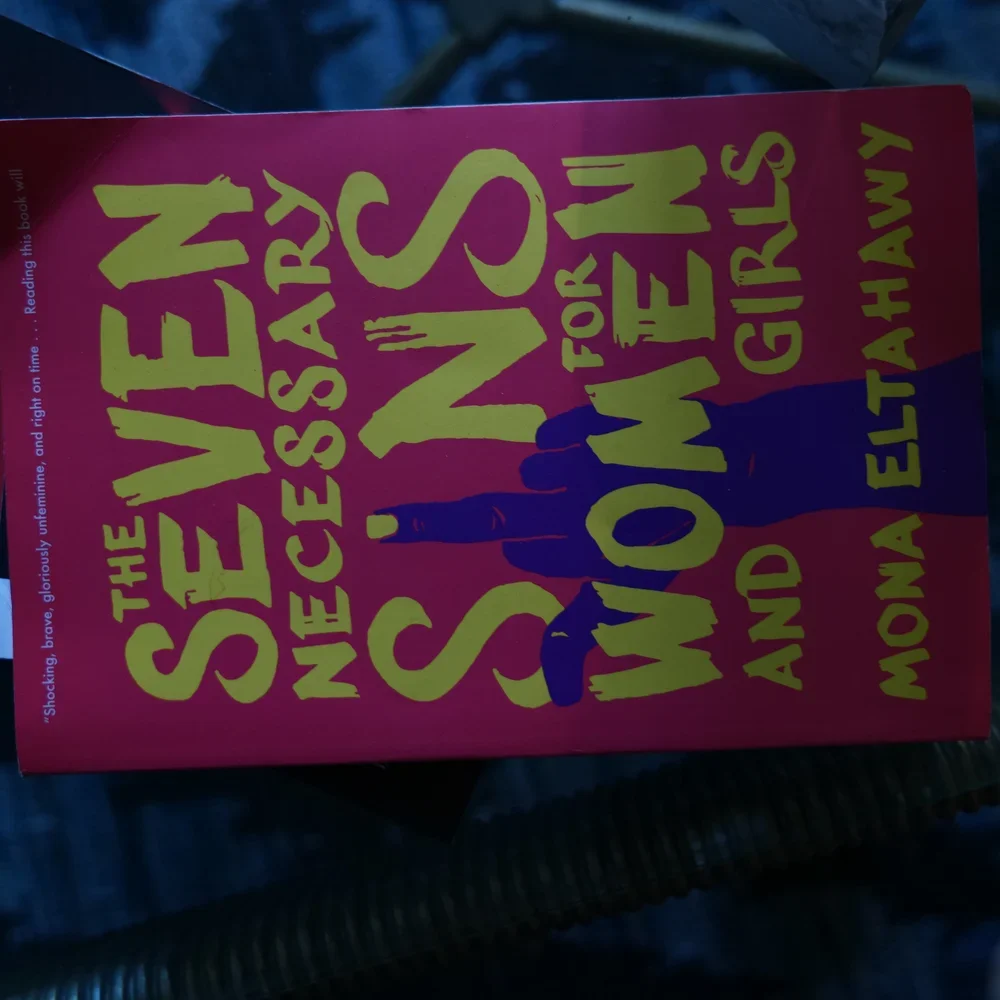 "Shocking, brave, gloriously unfeminine, and right on time . . . Reading this book will
THE
SEVEN
NECESSARY
SINS
FOR
WOMEN
AND GIRLS
MONA ELTAHAWY